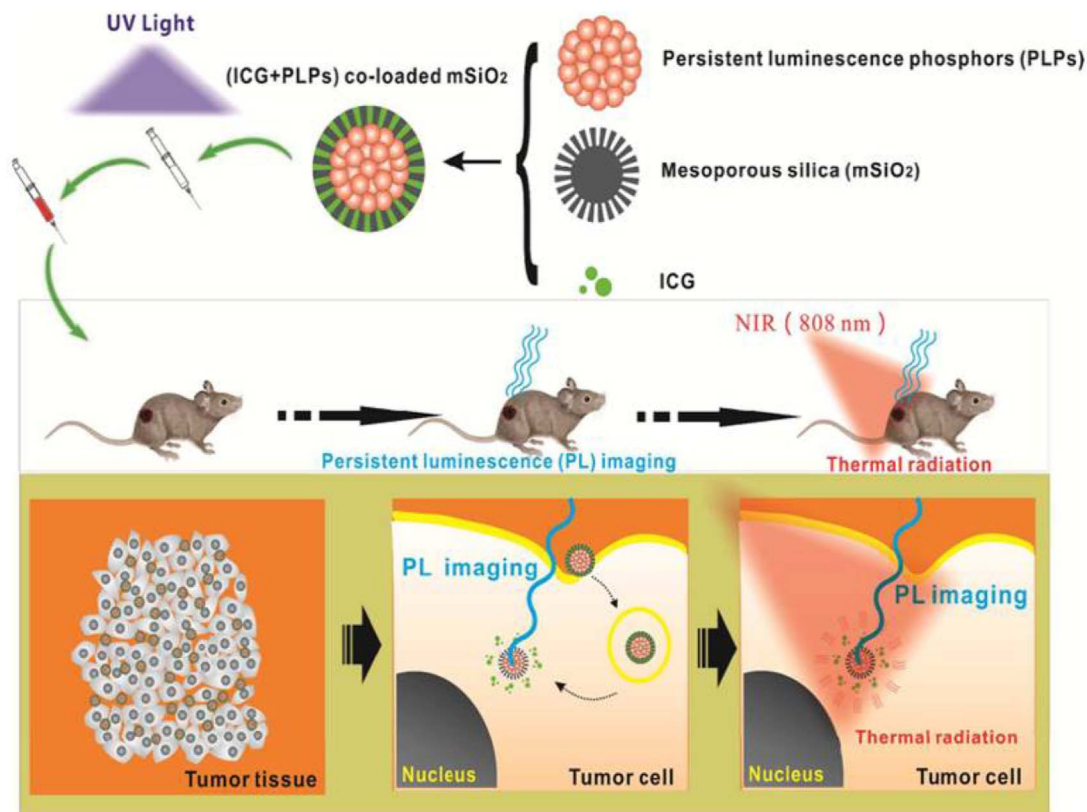 UV Light
(ICG+PLPs) co-loaded mSiO₂
Persistent luminescence phosphors (PLPs)
Mesoporous silica (mSiO₂)
ICG
NIR ( 808 nm )
Persistent luminescence (PL) imaging
Thermal radiation
Tumor tissue
PL imaging
Nucleus
Tumor cell
PL imaging
Thermal radiation
Nucleus
Tumor cell